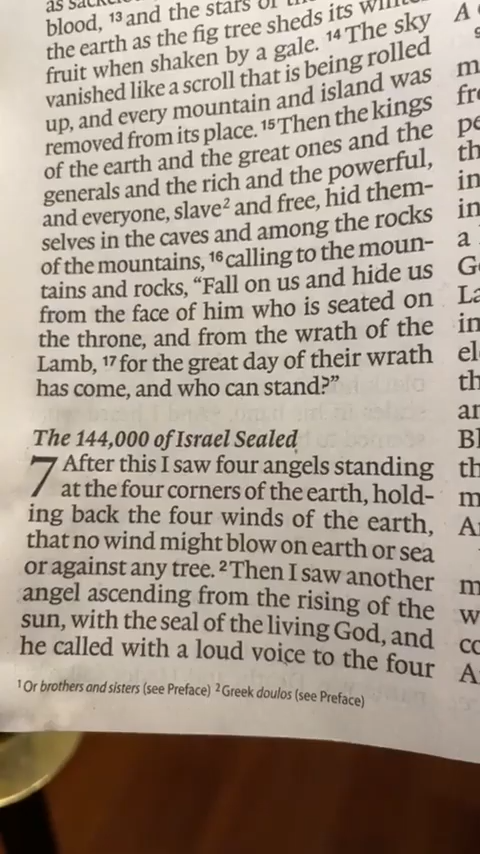 blood, 13 and the stars of
the earth as the fig tree sheds its
fruit when shaken by a gale. 14 The sky
vanished like a scroll that is being rolled
up, and every mountain and island was
removed from its place. 15 Then the kings
of the earth and the great ones and the
generals and the rich and the powerful,
and everyone, slave2 and free, hid them-
selves in the caves and among the rocks
of the mountains, 16 calling to the moun-
tains and rocks, “Fall on us and hide us
from the face of him who is seated on
the throne, and from the wrath of the
Lamb, 17 for the great day of their wrath
has come, and who can stand?”
The 144,000 of Israel Sealed
7 After this I saw four angels standing
at the four corners of the earth, hold-
ing back the four winds of the earth,
that no wind might blow on earth or sea
or against any tree. 2 Then I saw another
angel ascending from the rising of the
sun, with the seal of the living God, and
he called with a loud voice to the four
1 Or brothers and sisters (see Preface) 2 Greek doulos (see Preface)